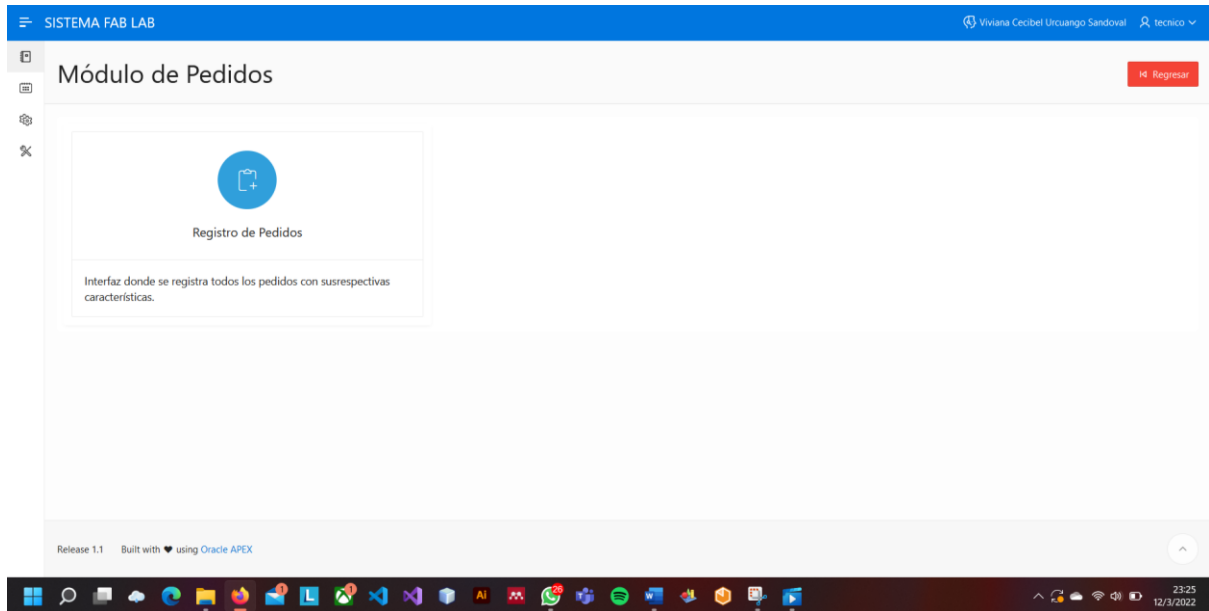 SISTEMA FAB LAB
Viviana Cecibel Urcuango Sandoval tecnico
Módulo de Pedidos
Regresar
Registro de Pedidos
Interfaz donde se registra todos los pedidos con susrespectivas
características.
Release 1.1 Built with ♥ using Oracle APEX
L Ai 26 W
23:25
12/3/2022